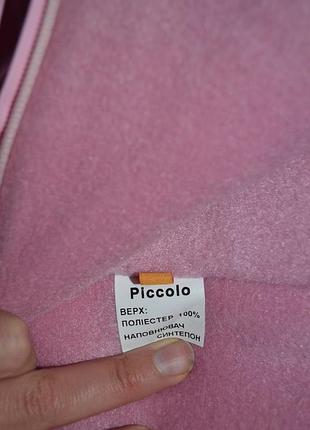 Piccolo
ВЕРХ:
ПОЛІЕСТЕР 100%
НАПОВНЮВАЧ
СИНТЕПОН